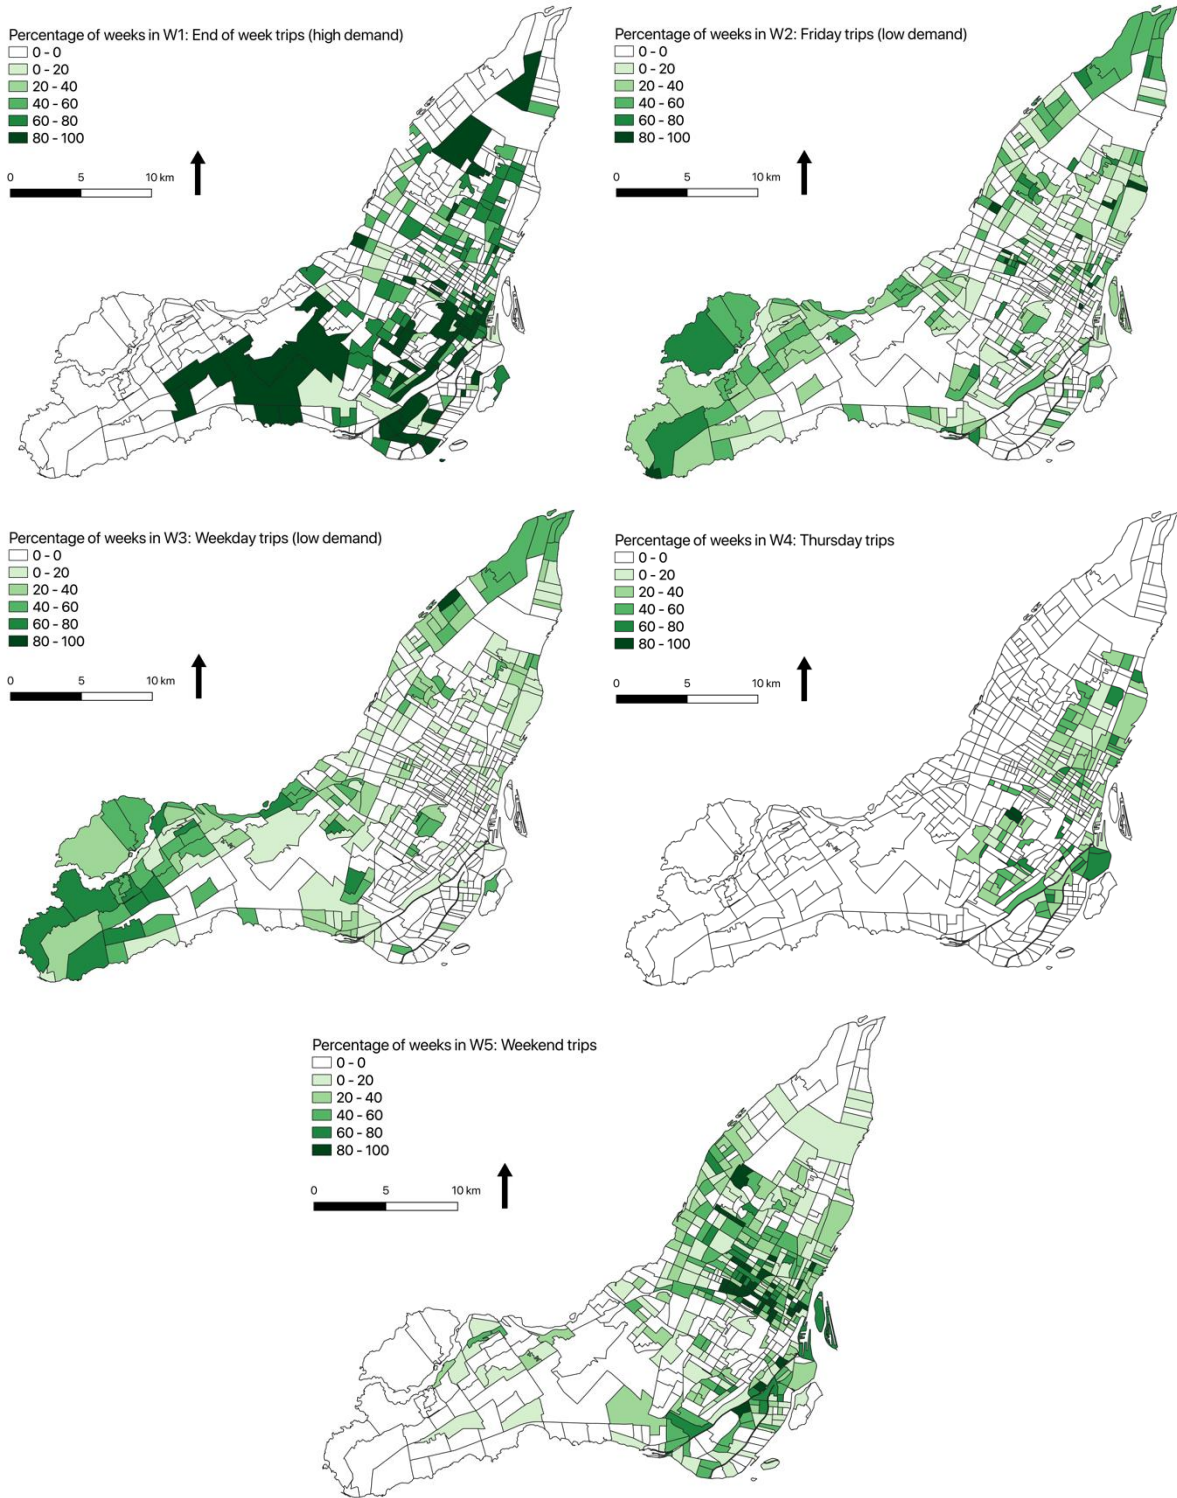 Percentage of weeks in W1: End of week trips (high demand)
0 - 0
0 - 20
20 - 40
40 - 60
60 - 80
80 - 100
0 5 10 km
Percentage of weeks in W2: Friday trips (low demand)
0 - 0
0 - 20
20 - 40
40 - 60
60 - 80
80 - 100
0 5 10 km
Percentage of weeks in W3: Weekday trips (low demand)
0 - 0
0 - 20
20 - 40
40 - 60
60 - 80
80 - 100
0 5 10 km
Percentage of weeks in W4: Thursday trips
0 - 0
0 - 20
20 - 40
40 - 60
60 - 80
80 - 100
0 5 10 km
Percentage of weeks in W5: Weekend trips
0 - 0
0 - 20
20 - 40
40 - 60
60 - 80
80 - 100
0 5 10 km